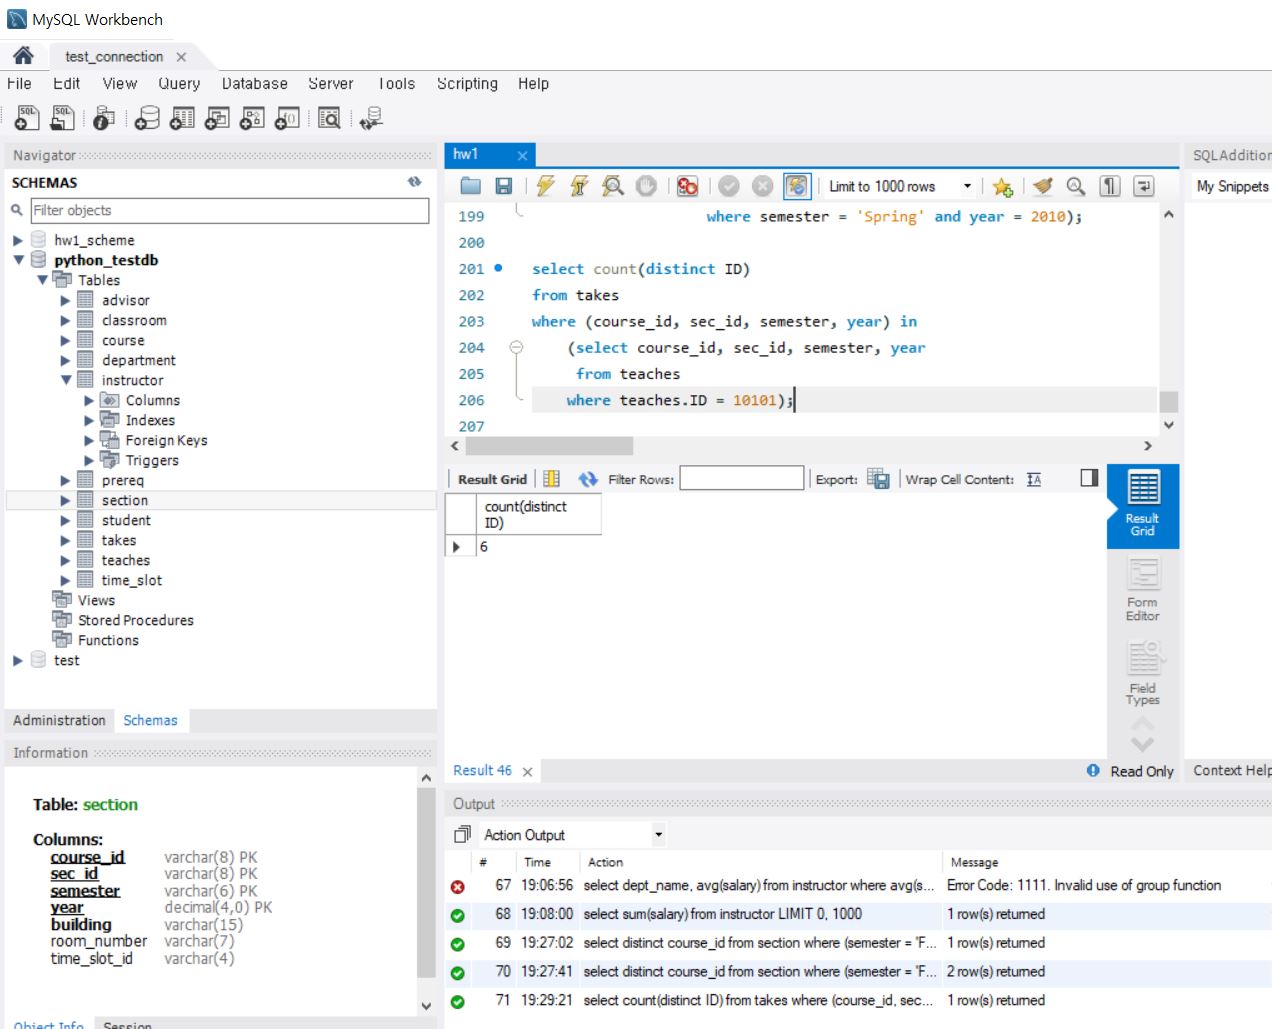 MySQL Workbench
test_connection
File Edit View Query Database Server Tools Scripting Help
SQL SQL
Navigator
SCHEMAS
Filter objects
hw1_scheme
python_testdb
Tables
advisor
classroom
course
department
instructor
Columns
Indexes
Foreign Keys
Triggers
prereq
section
student
takes
teaches
time_slot
Views
Stored Procedures
Functions
test
Administration Schemas
Information
Table: section
Columns:
course_id varchar(8) PK
sec_id varchar(8) PK
semester varchar(6) PK
year decimal(4,0) PK
building varchar(15)
room_number varchar(7)
time_slot_id varchar(4)
Object Info Session
hw1
Limit to 1000 rows
199 where semester = 'Spring' and year = 2010);
200
201 select count(distinct ID)
202 from takes
203 where (course_id, sec_id, semester, year) in
204 (select course_id, sec_id, semester, year
205 from teaches
206 where teaches.ID = 10101);
207
Result Grid Filter Rows: Export: Wrap Cell Content:
count(distinct
ID)
6
Result
Grid
Form
Editor
Field
Types
Result 46
Read Only
SQLAddition
My Snippets
Context Help
Output
Action Output
# Time Action Message
67 19:06:56 select dept_name, avg(salary) from instructor where avg(s... Error Code: 1111. Invalid use of group function
68 19:08:00 select sum(salary) from instructor LIMIT 0, 1000 1 row(s) returned
69 19:27:02 select distinct course_id from section where (semester = 'F... 1 row(s) returned
70 19:27:41 select distinct course_id from section where (semester = 'F... 2 row(s) returned
71 19:29:21 select count(distinct ID) from takes where (course_id, sec... 1 row(s) returned